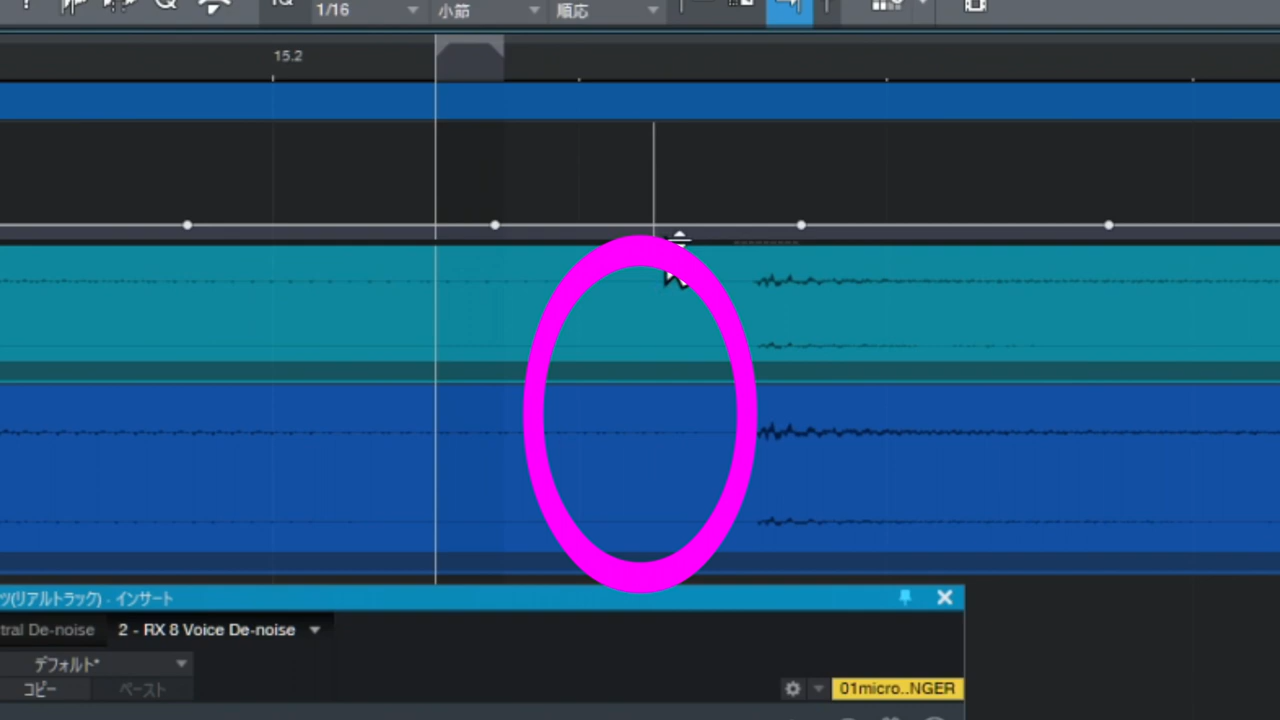 1/16 小節 順応
15.2
ツ(リアルトラック) - インサート
tral De-noise 2 - RX 8 Voice De-noise
デフォルト*
コピー ペースト
01micro..NGER